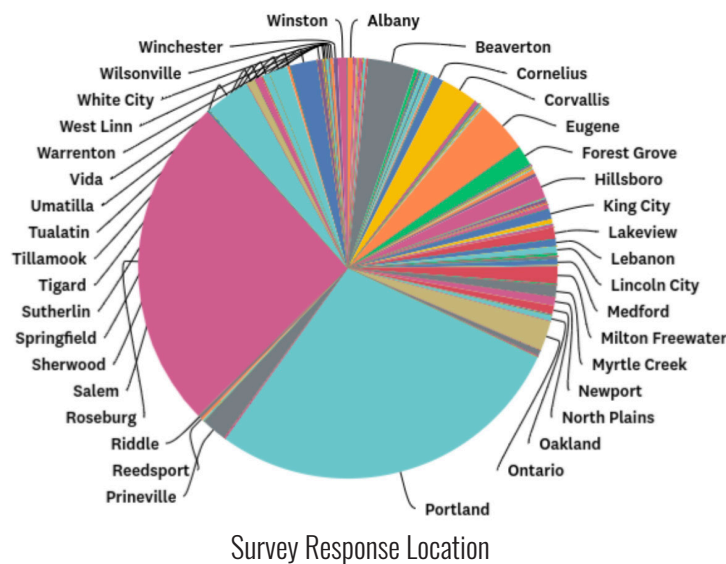 Winston
Albany
Winchester
Beaverton
Wilsonville
Cornelius
White City
Corvallis
West Linn
Eugene
Warrenton
Forest Grove
Vida
Hillsboro
Umatilla
King City
Tualatin
Lakeview
Tillamook
Lebanon
Tigard
Lincoln City
Sutherlin
Medford
Springfield
Milton Freewater
Sherwood
Myrtle Creek
Salem
Newport
Roseburg
North Plains
Riddle
Oakland
Reedsport
Ontario
Prineville
Portland
Survey Response Location